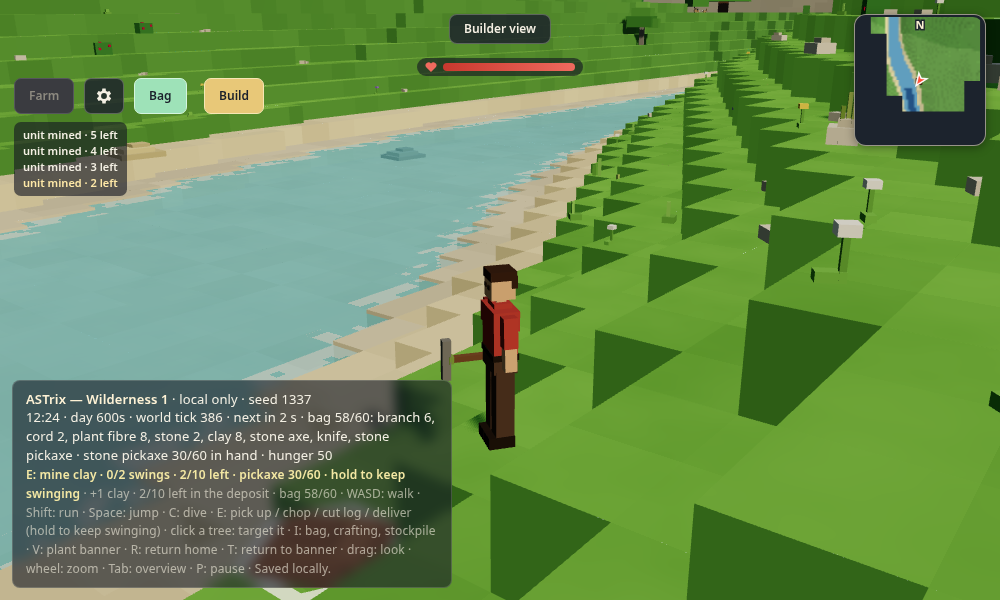 Builder view
N
Farm
Bag
Build
unit mined · 5 left
unit mined · 4 left
unit mined · 3 left
unit mined · 2 left
ASTrix — Wilderness 1 · local only · seed 1337
12:24 · day 600s · world tick 386 · next in 2 s · bag 58/60: branch 6,
cord 2, plant fibre 8, stone 2, clay 8, stone axe, knife, stone
pickaxe · stone pickaxe 30/60 in hand · hunger 50
E: mine clay · 0/2 swings · 2/10 left · pickaxe 30/60 · hold to keep
swinging · +1 clay · 2/10 left in the deposit · bag 58/60 · WASD: walk ·
Shift: run · Space: jump · C: dive · E: pick up / chop / cut log / deliver
(hold to keep swinging) · click a tree: target it · I: bag, crafting, stockpile
· V: plant banner · R: return home · T: return to banner · drag: look ·
wheel: zoom · Tab: overview · P: pause · Saved locally.